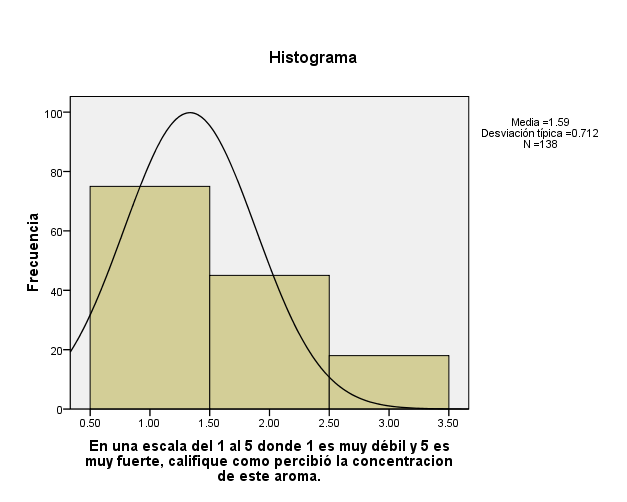 Histograma
Media =1.59
Desviación típica =0.712
N =138
Frecuencia
100
80
60
40
20
0
0.50 1.00 1.50 2.00 2.50 3.00 3.50
En una escala del 1 al 5 donde 1 es muy débil y 5 es
muy fuerte, califique como percibió la concentracion
de este aroma.